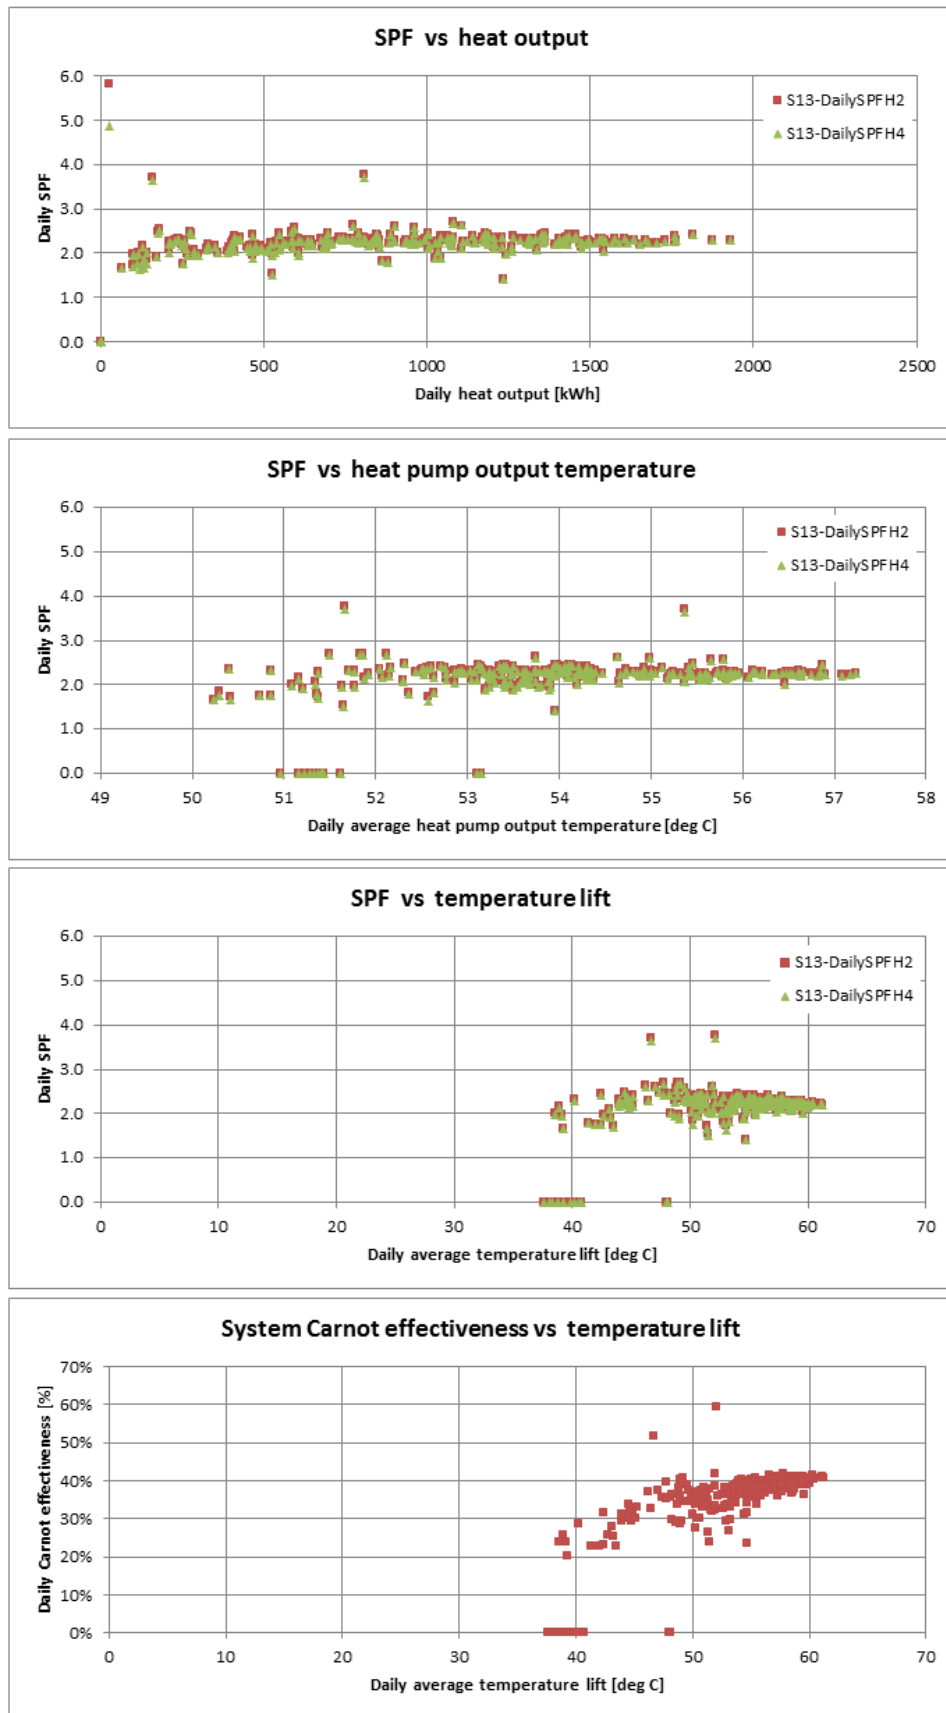 SPF vs heat output
6.0
5.0
4.0
3.0
2.0
1.0
0.0
Daily SPF
S13-DailySPFH2
S13-DailySPFH4
0 500 1000 1500 2000 2500
Daily heat output [kWh]
SPF vs heat pump output temperature
6.0
5.0
4.0
3.0
2.0
1.0
0.0
Daily SPF
S13-DailySPFH2
S13-DailySPFH4
49 50 51 52 53 54 55 56 57 58
Daily average heat pump output temperature [deg C]
SPF vs temperature lift
6.0
5.0
4.0
3.0
2.0
1.0
0.0
Daily SPF
S13-DailySPFH2
S13-DailySPFH4
0 10 20 30 40 50 60 70
Daily average temperature lift [deg C]
System Carnot effectiveness vs temperature lift
70%
60%
50%
40%
30%
20%
10%
0%
Daily Carnot effectiveness [%]
0 10 20 30 40 50 60 70
Daily average temperature lift [deg C]